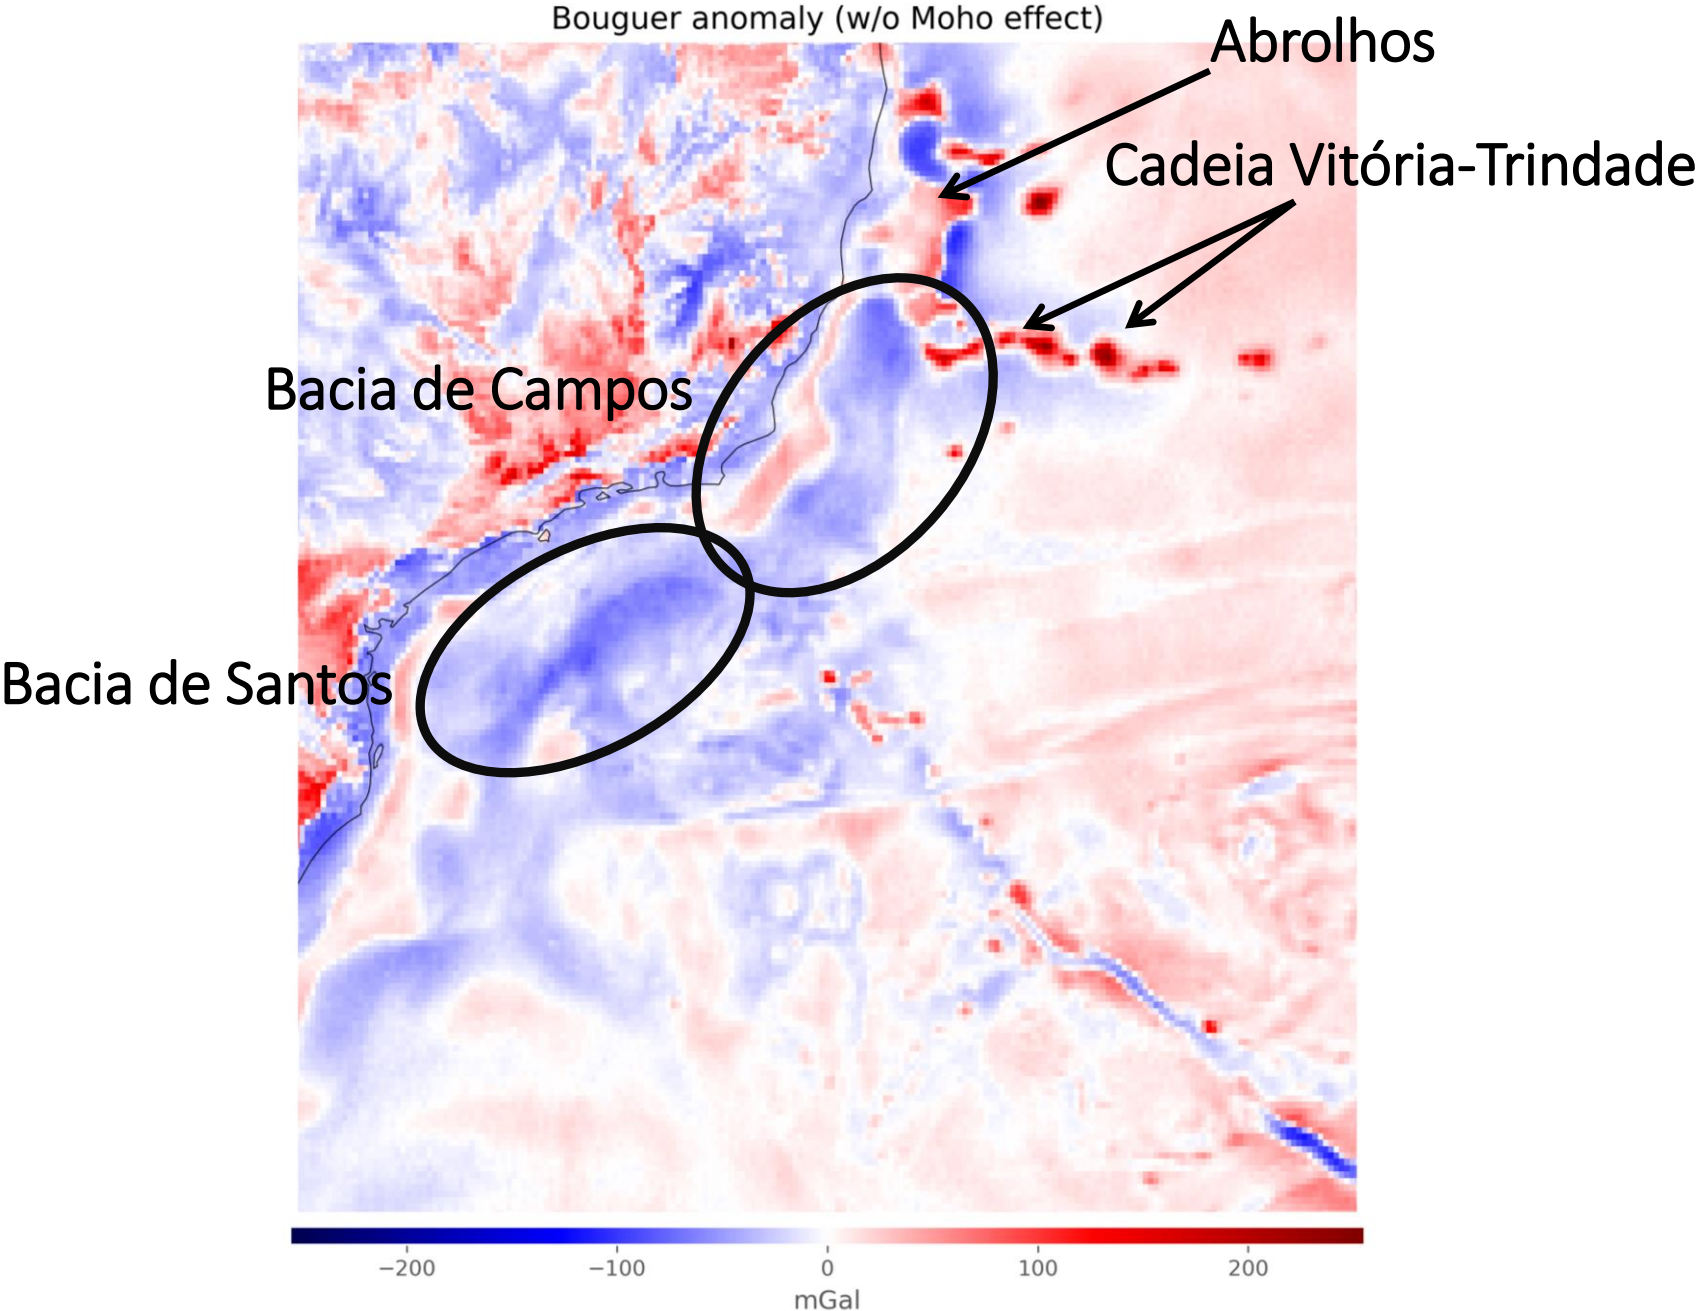 Bouguer anomaly (w/o Moho effect)
Abrolhos
Cadeia Vitória-Trindade
Bacia de Campos
Bacia de Santos
−200 −100 0 100 200
mGal